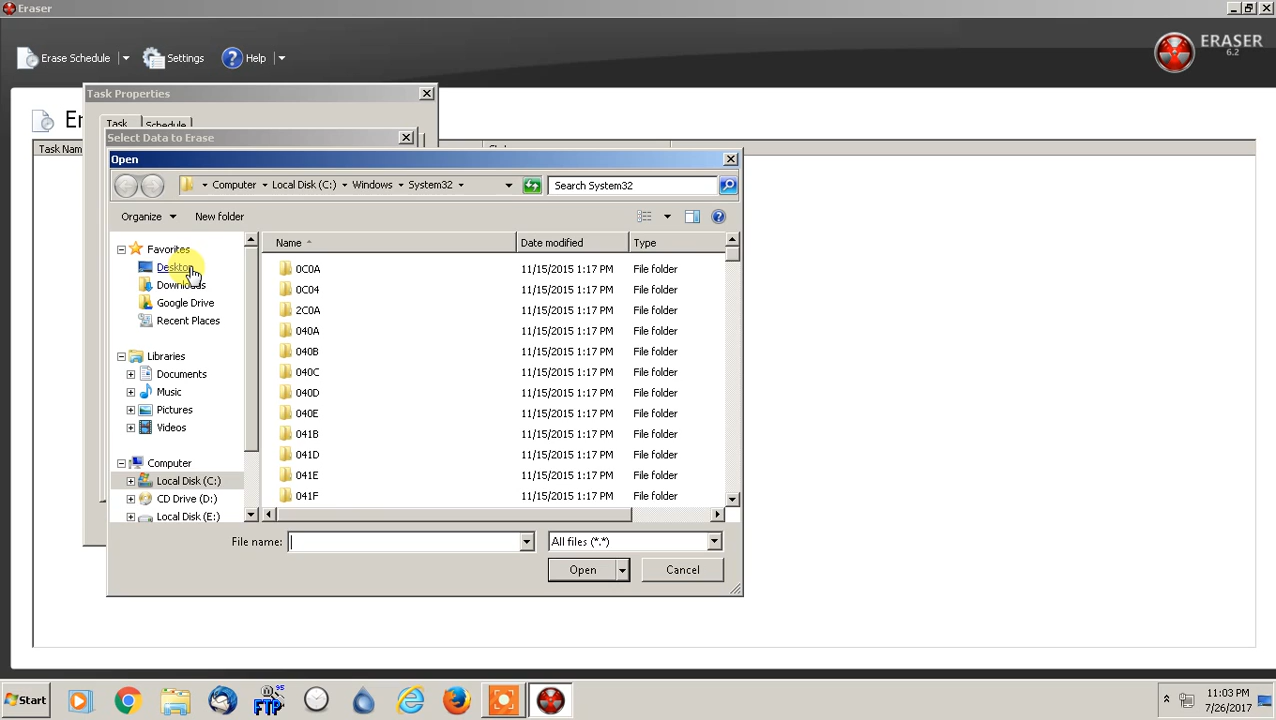 Eraser
Erase Schedule
Settings
Help
ERASER
6.2
Task Properties
Er
Task
Schedule
Select Data to Erase
Task Nam
Open
Computer
Local Disk (C:)
Windows
System32
Search System32
Organize
New folder
Name
Date modified
Type
Favorites
Desktop
Downloads
Google Drive
Recent Places
Libraries
Documents
Music
Pictures
Videos
Computer
Local Disk (C:)
CD Drive (D:)
Local Disk (E:)
0C0A 11/15/2015 1:17 PM File folder
0C04 11/15/2015 1:17 PM File folder
2C0A 11/15/2015 1:17 PM File folder
040A 11/15/2015 1:17 PM File folder
040B 11/15/2015 1:17 PM File folder
040C 11/15/2015 1:17 PM File folder
040D 11/15/2015 1:17 PM File folder
040E 11/15/2015 1:17 PM File folder
041B 11/15/2015 1:17 PM File folder
041D 11/15/2015 1:17 PM File folder
041E 11/15/2015 1:17 PM File folder
041F 11/15/2015 1:17 PM File folder
File name:
All files (*.*)
Open
Cancel
Start
FTP
95
11:03 PM
7/26/2017